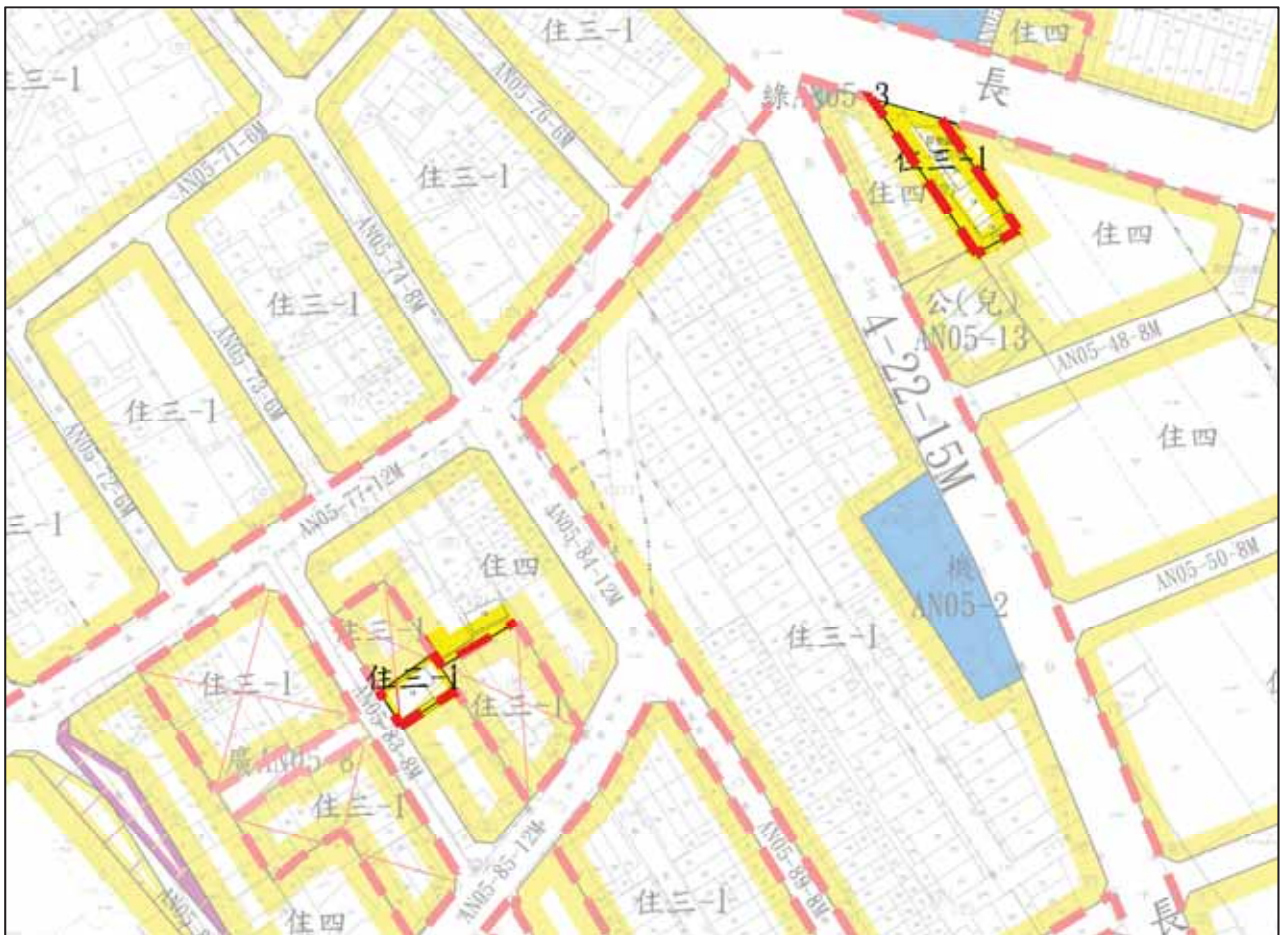 住三-1
住四
住三-1
長
AN05-76-6M
綠AN05-3
AN05-71-6M
住三-1
住三-1
住四
住四
AN05-74-8M
住三-1
公(兒)
AN05-13
AN05-48-8M
4-22-15M
AN05-73-6M
住三-1
住四
AN05-72-6M
AN05-77-12M
三-1
AN05-84-12M
住四
機
AN05-2
AN05-50-8M
住三-1
住三-1
住三-1
住三-1
住三-1
AN05-83-8M
廣AN05-6
住三-1
AN05-85-12M
AN05-89-8M
住三-1
住四
長